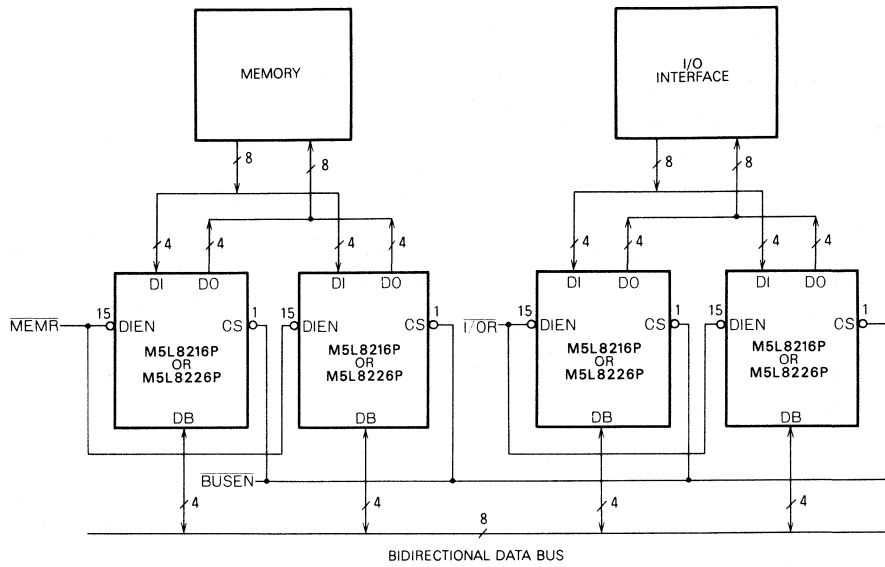 MEMORY
I/O
INTERFACE
8 8 8 8
4 4 4 4 4 4 4 4
DI DO DI DO DI DO DI DO
MEMR 15 DIEN CS 1 15 DIEN CS 1 I/OR 15 DIEN CS 1 15 DIEN CS 1
M5L8216P M5L8216P M5L8216P M5L8216P
OR OR OR OR
M5L8226P M5L8226P M5L8226P M5L8226P
DB DB DB DB
BUSEN
4 4 4 4
8
BIDIRECTIONAL DATA BUS